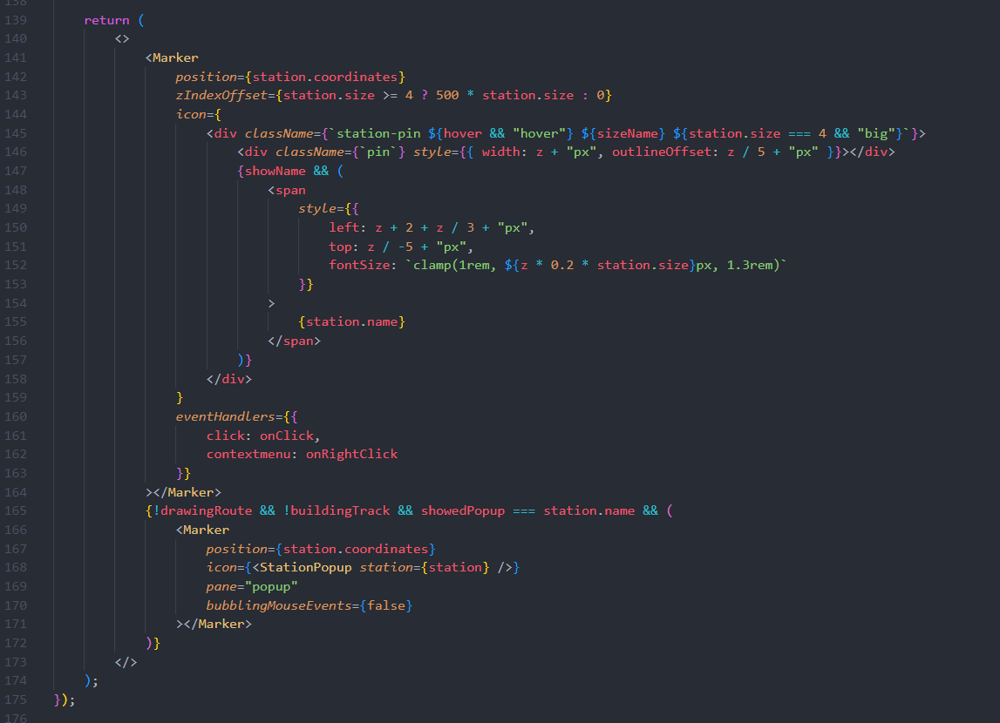 138
139 return (
140 <>
141 <Marker
142 position={station.coordinates}
143 zIndexOffset={station.size >= 4 ? 500 * station.size : 0}
144 icon={
145 <div className={`station-pin ${hover && "hover"} ${sizeName} ${station.size === 4 && "big"}`}>
146 <div className={`pin`} style={{ width: z + "px", outlineOffset: z / 5 + "px" }}></div>
147 {showName && (
148 <span
149 style={{
150 left: z + 2 + z / 3 + "px",
151 top: z / -5 + "px",
152 fontSize: `clamp(1rem, ${z * 0.2 * station.size}px, 1.3rem)`
153 }}
154 >
155 {station.name}
156 </span>
157 )}
158 </div>
159 }
160 eventHandlers={{
161 click: onClick,
162 contextmenu: onRightClick
163 }}
164 ></Marker>
165 {!drawingRoute && !buildingTrack && showedPopup === station.name && (
166 <Marker
167 position={station.coordinates}
168 icon={<StationPopup station={station} />}
169 pane="popup"
170 bubblingMouseEvents={false}
171 ></Marker>
172 )}
173 </>
174 );
175 });
176